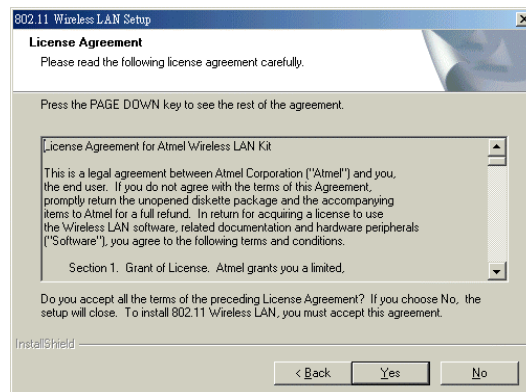 802.11 Wireless LAN Setup
License Agreement
Please read the following license agreement carefully.
Press the PAGE DOWN key to see the rest of the agreement.
License Agreement for Atmel Wireless LAN Kit
This is a legal agreement between Atmel Corporation ("Atmel") and you,
the end user. If you do not agree with the terms of this Agreement,
promptly return the unopened diskette package and the accompanying
items to Atmel for a full refund. In return for acquiring a license to use
the Wireless LAN software, related documentation and hardware peripherals
("Software"), you agree to the following terms and conditions.
Section 1. Grant of License. Atmel grants you a limited,
Do you accept all the terms of the preceding License Agreement? If you choose No, the
setup will close. To install 802.11 Wireless LAN, you must accept this agreement.
InstallShield
< Back Yes No